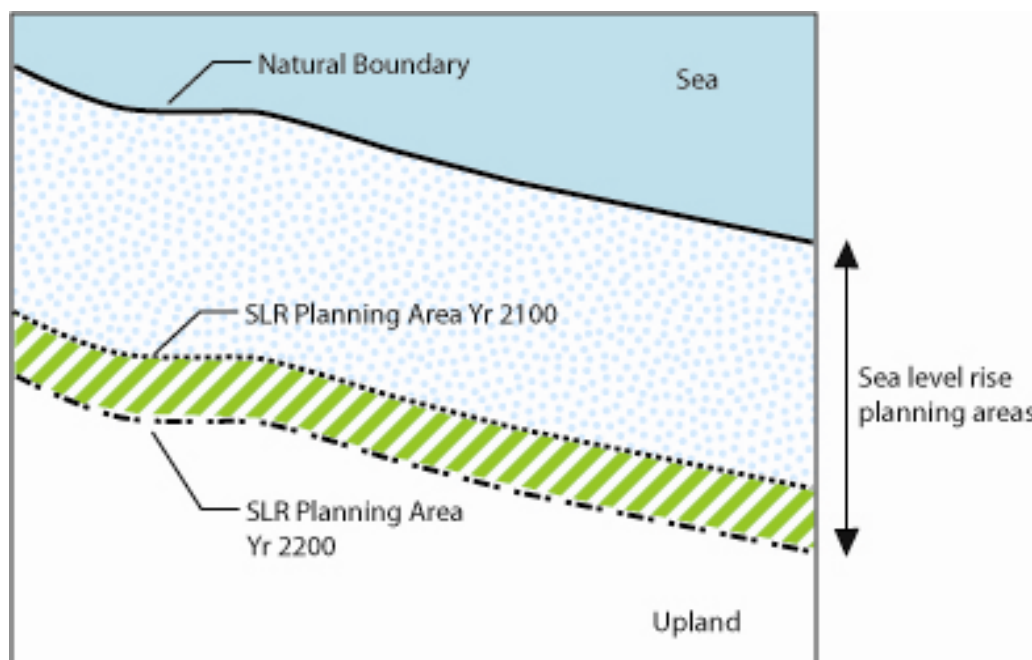 Natural Boundary
Sea
SLR Planning Area Yr 2100
Sea level rise
planning areas
SLR Planning Area
Yr 2200
Upland